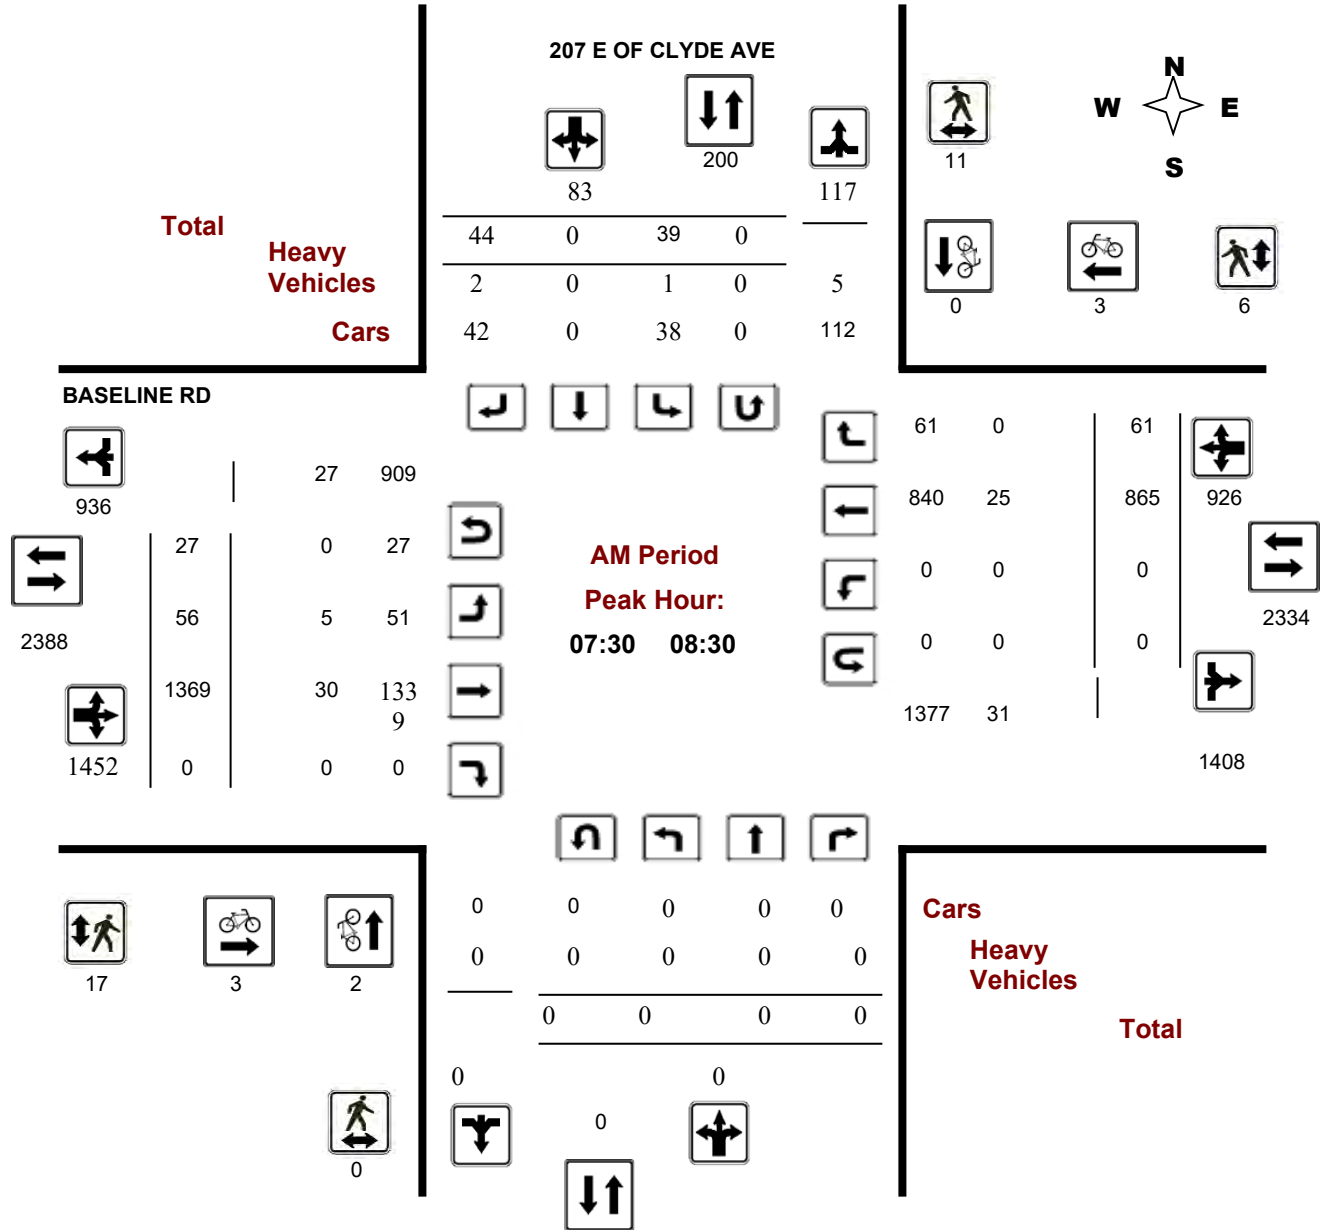 207 E OF CLYDE AVE
N
W E
S
200
11
83
117
Total
44 0 39 0
Heavy
Vehicles
2 0 1 0 5
0 3 6
Cars
42 0 38 0 112
BASELINE RD
61 0 61
27 909
936
840 25 865 926
27 0 27
AM Period
0 0 0
56 5 51
Peak Hour:
2388
07:30 08:30
0 0 0
2334
1369 30 133
9
1377 31
1452 0 0 0
1408
0 0 0 0 0
Cars
0 0 0 0 0
Heavy
Vehicles
17 3 2
0 0 0 0
Total
0 0
0
0